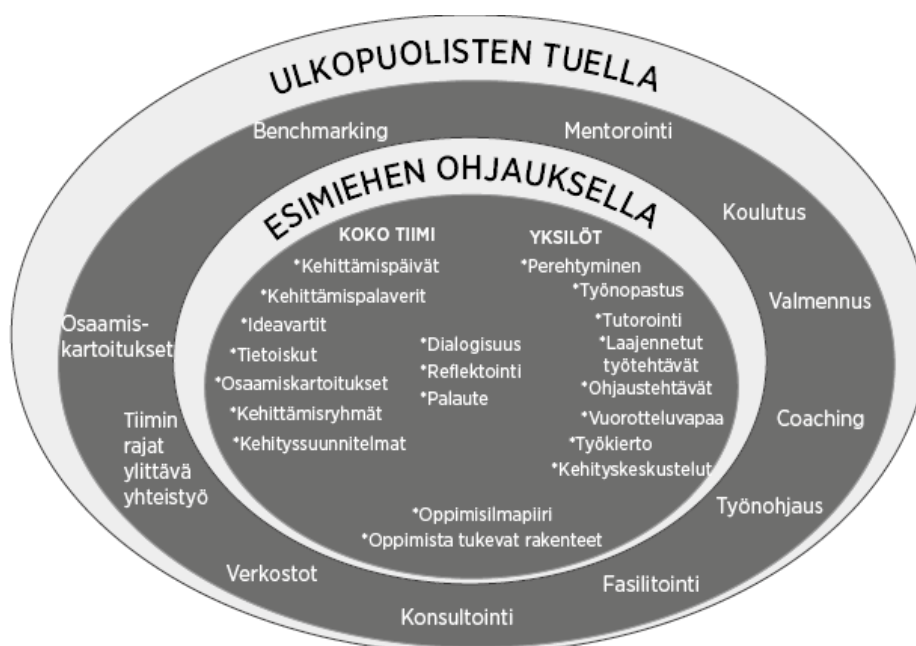 ULKOPUOLISTEN TUELLA
Benchmarking
Mentorointi
Koulutus
Valmennus
Coaching
Työnohjaus
Fasilitointi
Konsultointi
Verkostot
Tiimin
rajat
ylittävä
yhteistyö
Osaamis-
kartoitukset
ESIMIEHEN OHJAUKSELLA
KOKO TIIMI
*Kehittämispäivät
*Kehittämispalaverit
*Ideavartit
*Tietoiskut
*Osaamiskartoitukset
*Kehittämisryhmät
*Kehityssuunnitelmat
*Dialogisuus
*Reflektointi
*Palaute
YKSILÖT
*Perehtyminen
*Työnopastus
*Tutorointi
*Laajennetut
työtehtävät
*Ohjaustehtävät
*Vuorotteluvapaa
*Työkierto
*Kehityskeskustelut
*Oppimisilmapiiri
*Oppimista tukevat rakenteet